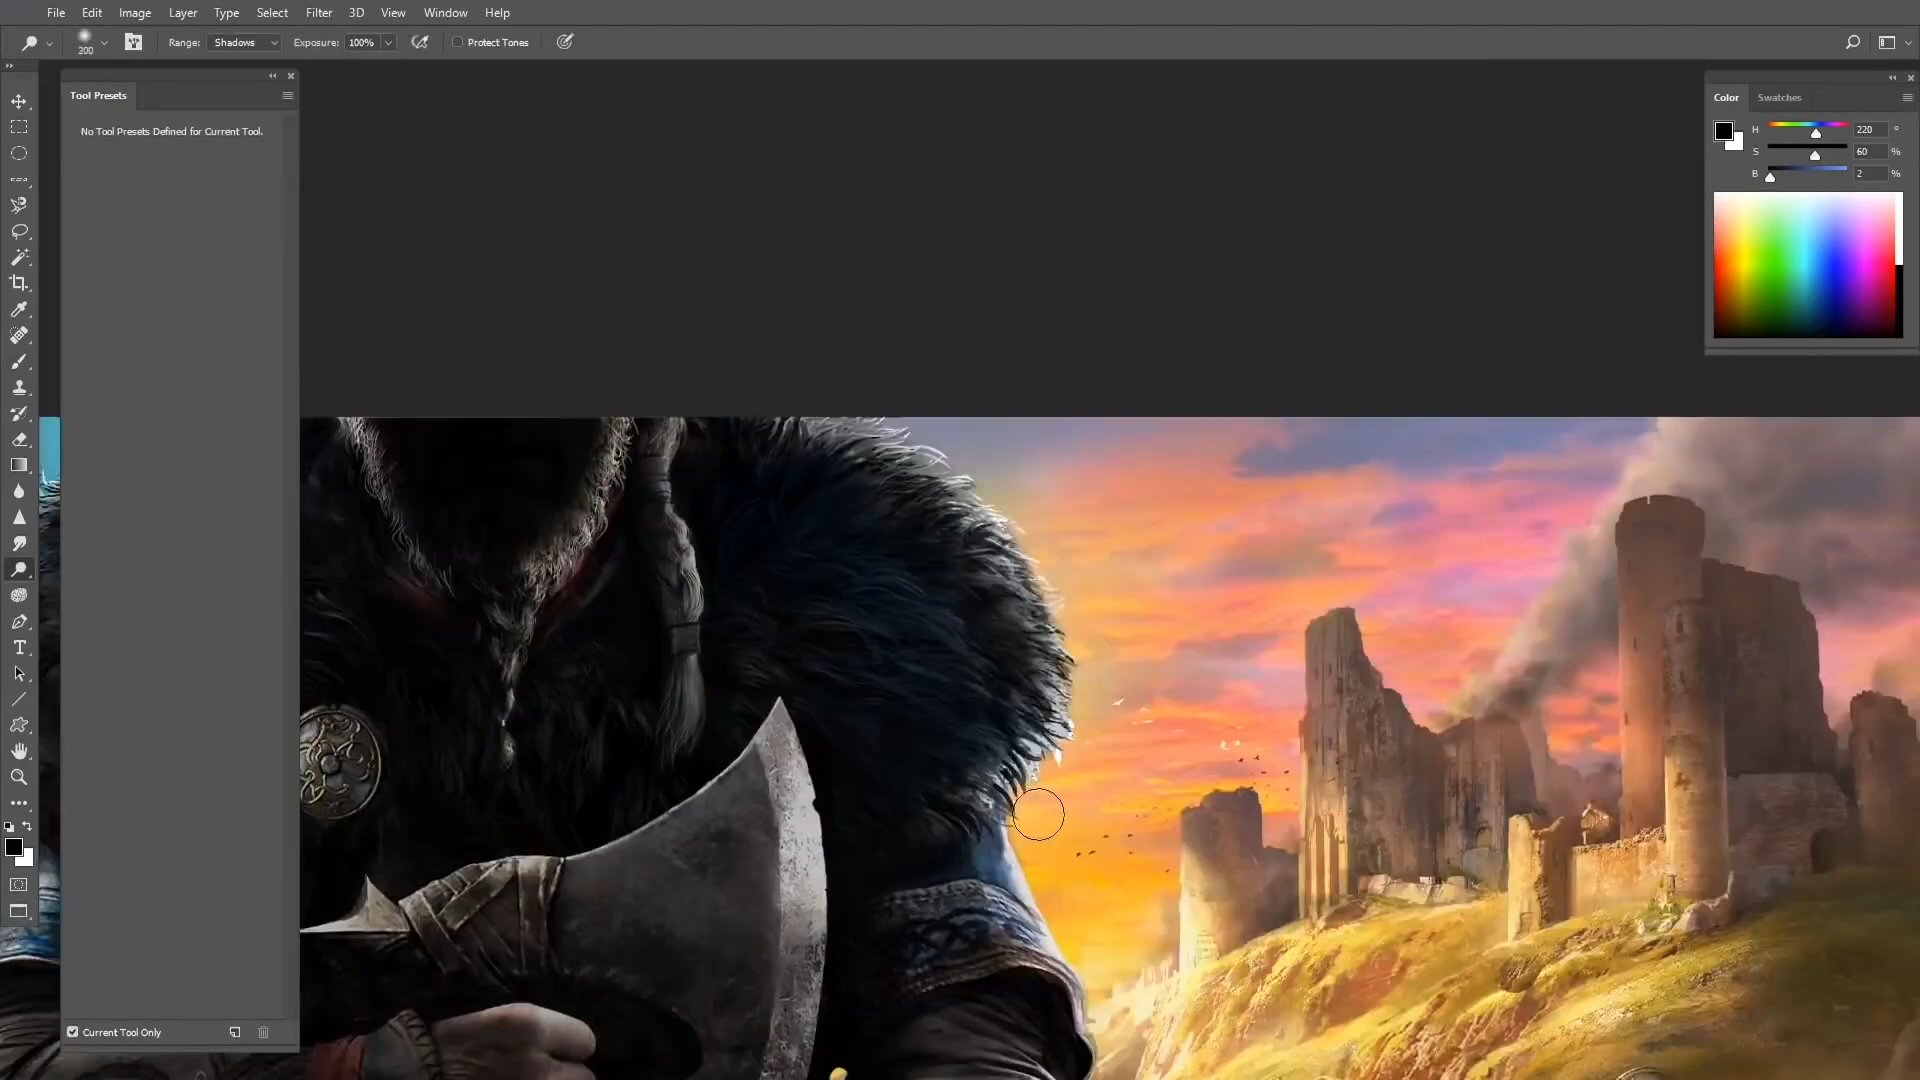 File Edit Image Layer Type Select Filter 3D View Window Help
200 Range: Shadows Exposure: 100% Protect Tones
Tool Presets
No Tool Presets Defined for Current Tool.
Color Swatches
H 220 °
S 60 %
B 2 %
Current Tool Only